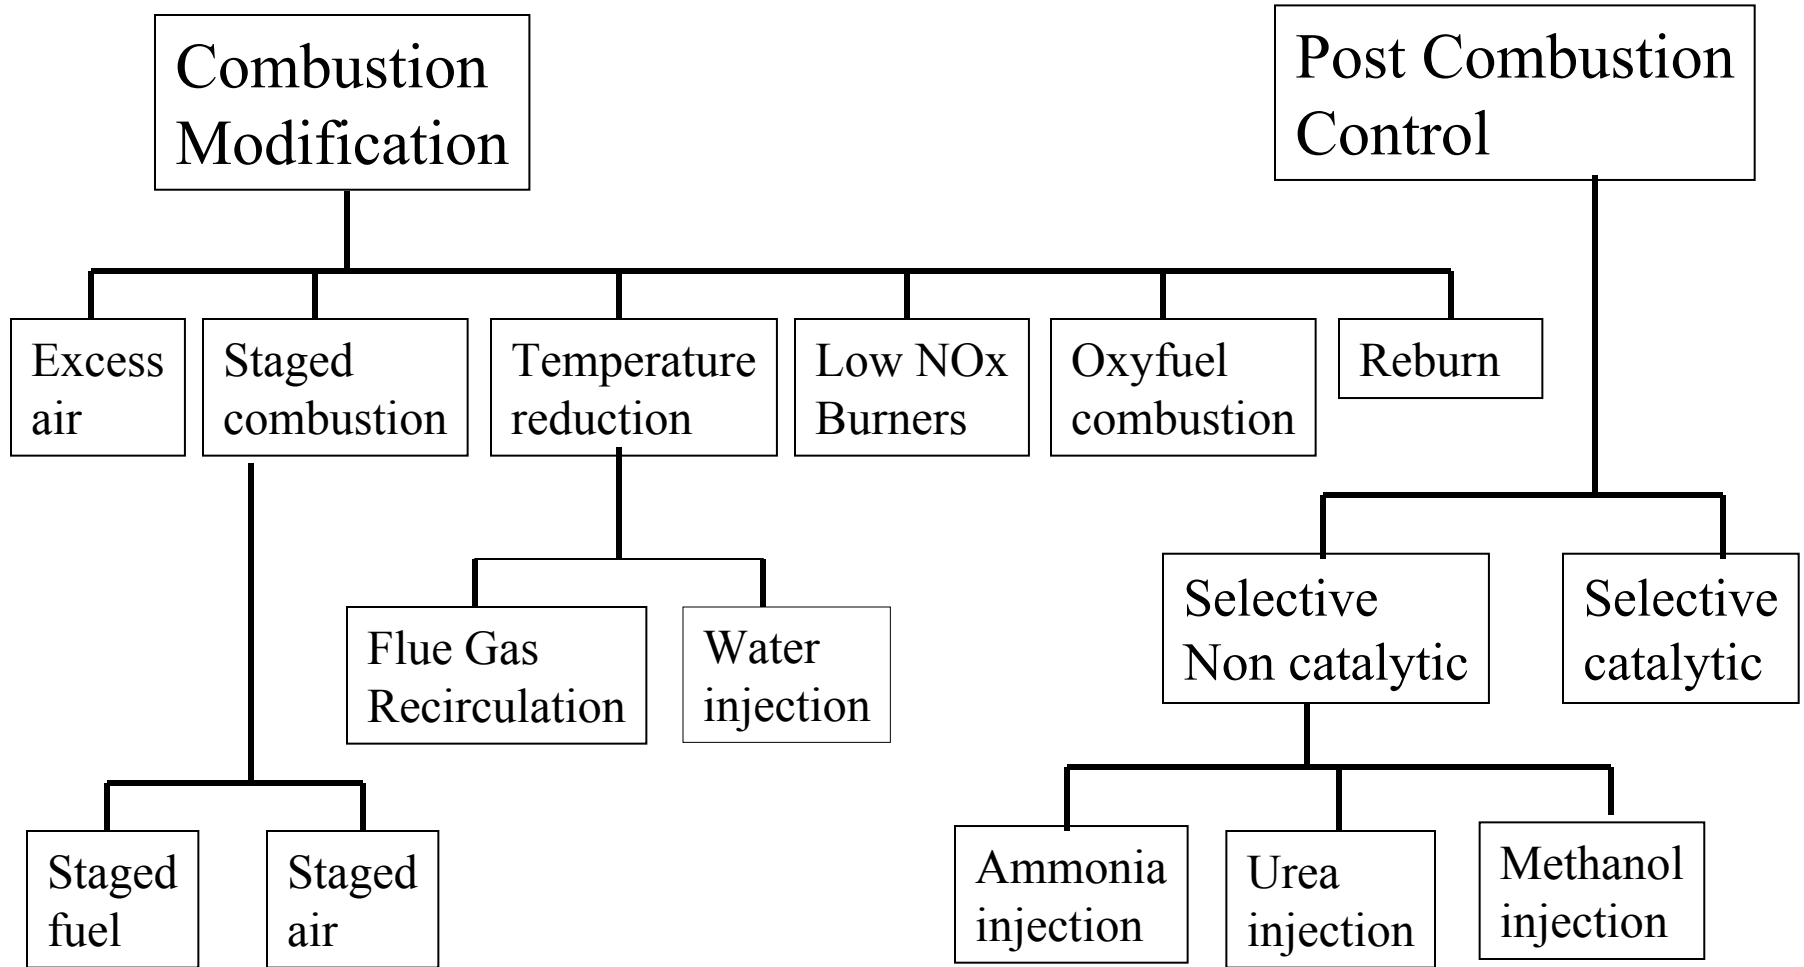 Combustion
Modification
Post Combustion
Control
Excess
air
Staged
combustion
Temperature
reduction
Low NOx
Burners
Oxyfuel
combustion
Reburn
Flue Gas
Recirculation
Water
injection
Selective
Non catalytic
Selective
catalytic
Staged
fuel
Staged
air
Ammonia
injection
Urea
injection
Methanol
injection